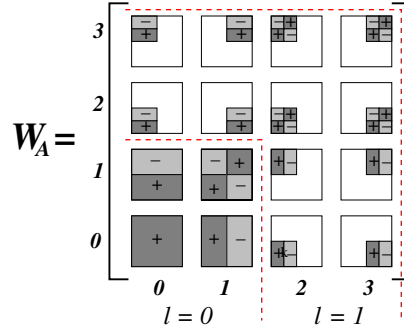 − − − + − +
3 + + + − + −
− − − + − +
2 + + + − + −
W_A =
− − + + − + −
1 + + −
0 + + − + − + −
0 1 2 3
l = 0 l = 1